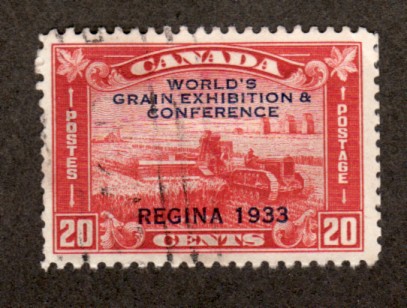 CANADA
WORLD'S
GRAIN EXHIBITION &
CONFERENCE
POSTES
POSTAGE
REGINA 1933
20 CENTS 20